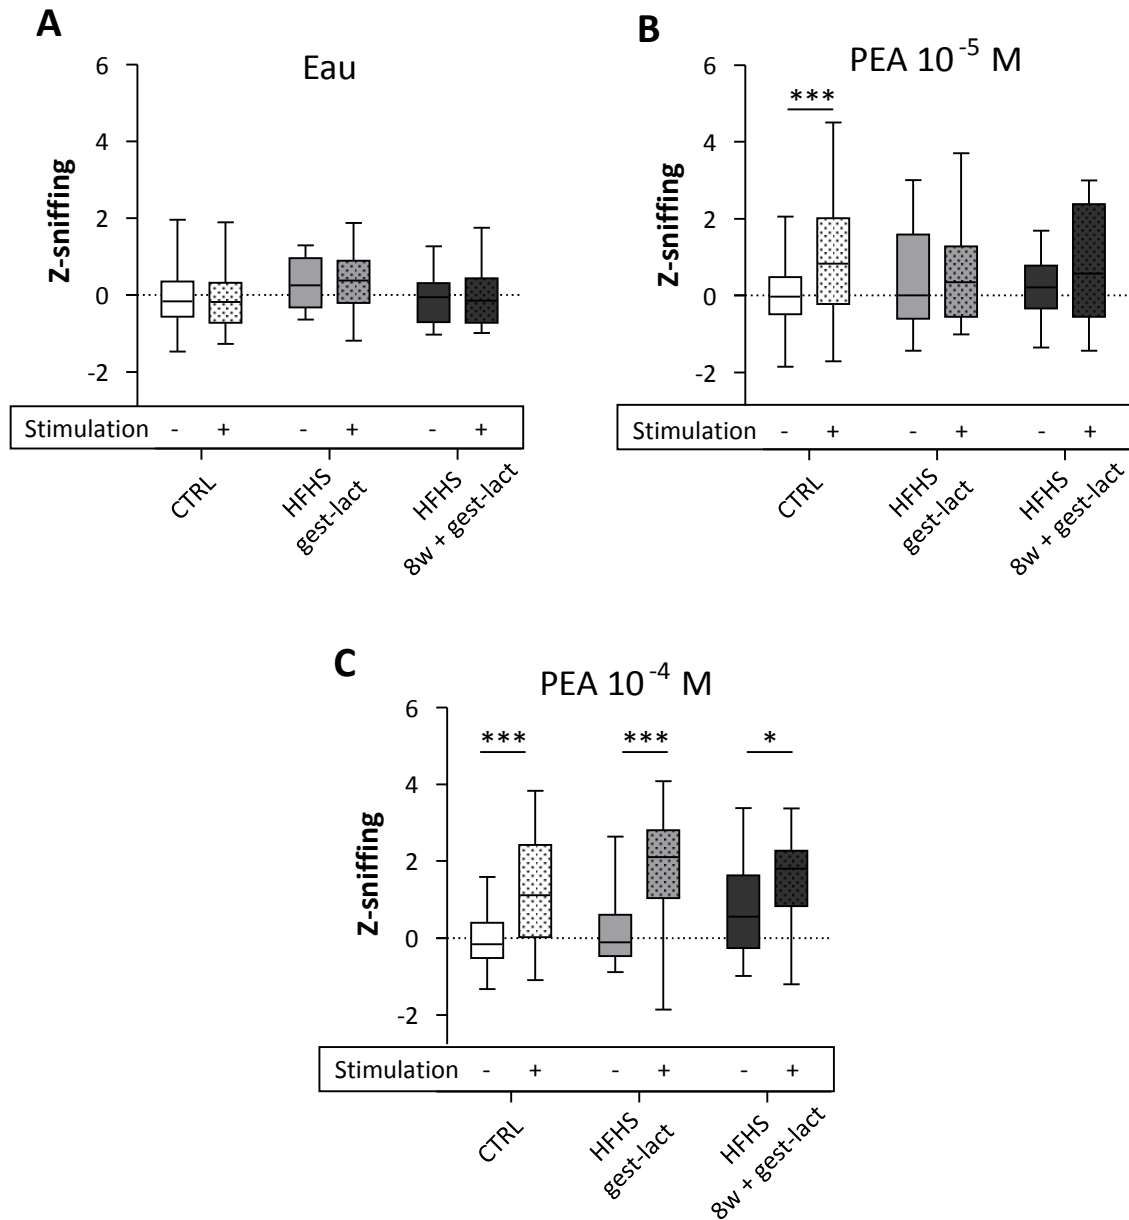 A
Eau
Z-sniffing
6
4
2
0
-2
Stimulation - + - + - +
CTRL
HFHS
gest-lact
HFHS
8w + gest-lact
B
PEA 10⁻⁵ M
Z-sniffing
6
4
2
0
-2
***
Stimulation - + - + - +
CTRL
HFHS
gest-lact
HFHS
8w + gest-lact
C
PEA 10⁻⁴ M
Z-sniffing
6
4
2
0
-2
*** *** *
Stimulation - + - + - +
CTRL
HFHS
gest-lact
HFHS
8w + gest-lact